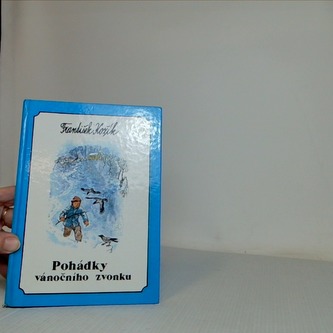 František Kožík
Pohádky
vánočního zvonku